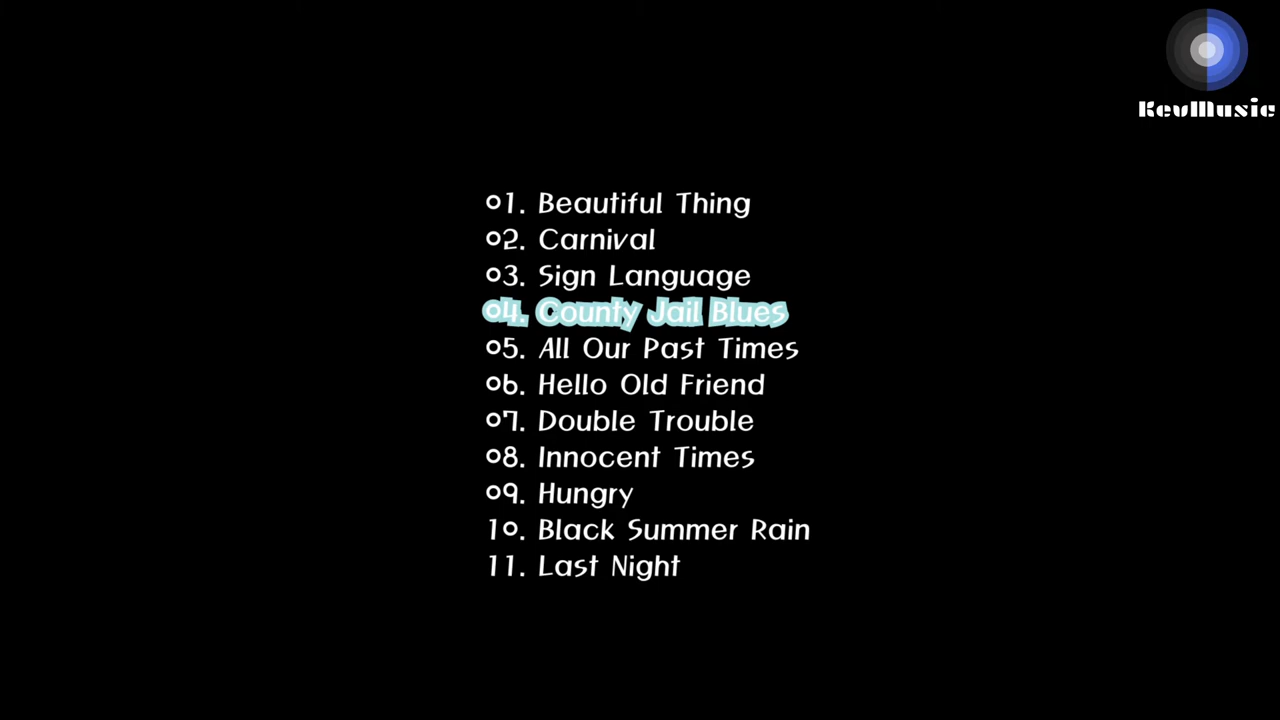 KevMusic
01. Beautiful Thing
02. Carnival
03. Sign Language
04. County Jail Blues
05. All Our Past Times
06. Hello Old Friend
07. Double Trouble
08. Innocent Times
09. Hungry
10. Black Summer Rain
11. Last Night